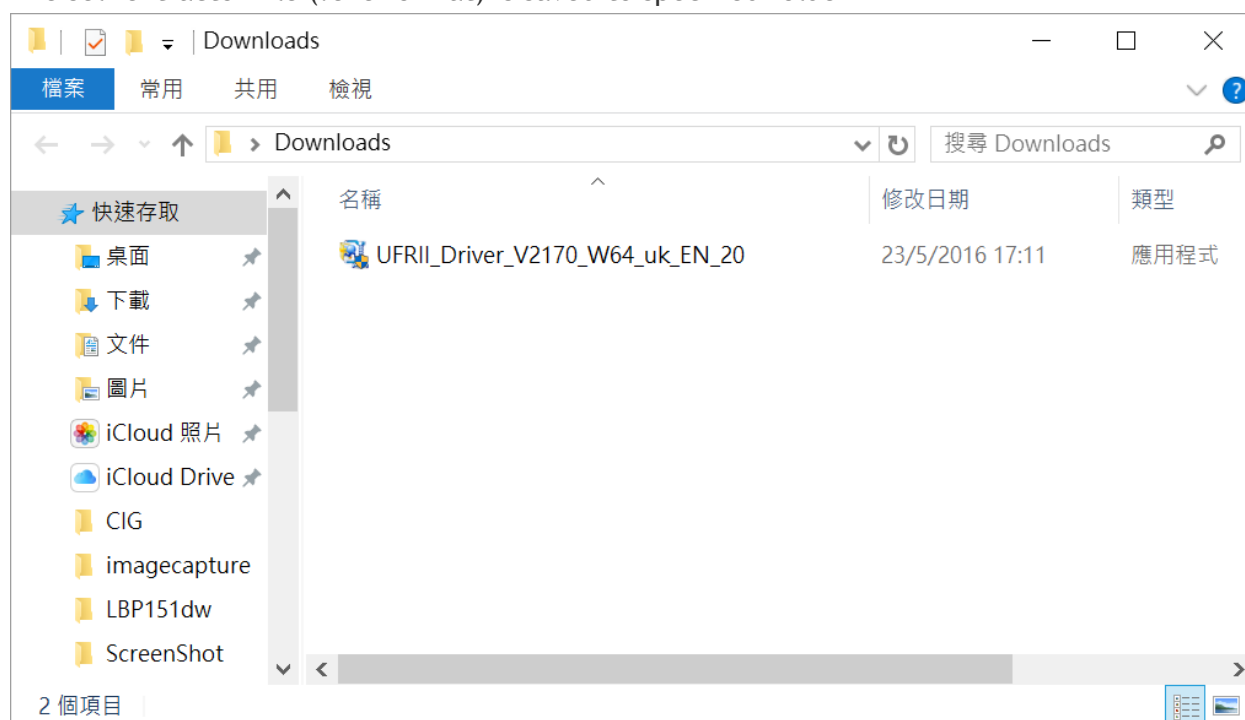 Downloads
檔案 常用 共用 檢視
Downloads
搜尋 Downloads
名稱 修改日期 類型
快速存取
UFRII_Driver_V2170_W64_uk_EN_20 23/5/2016 17:11 應用程式
桌面
下載
文件
圖片
iCloud 照片
iCloud Drive
CIG
imagecapture
LBP151dw
ScreenShot
2 個項目